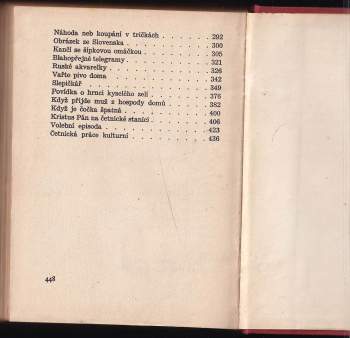 Náhoda neb koupání v tričkách . . . . . . . 292
Obrázek ze Slovenska . . . . . . . . . . 300
Kančí se šípkovou omáčkou . . . . . . . . 305
Blahopřejné telegramy . . . . . . . . . . 321
Ruské akvarelky . . . . . . . . . . . 326
Vařte pivo doma . . . . . . . . . . . 342
Slepičkář . . . . . . . . . . . . . 349
Povídka o hrnci kyselého zelí . . . . . . . 376
Když přijde muž z hospody domů . . . . . . 382
Když je čočka špatná . . . . . . . . . . 400
Kristus Pán na četnické stanici . . . . . . . 406
Volební episoda . . . . . . . . . . . 423
Četnická práce kulturní . . . . . . . . . 436
448